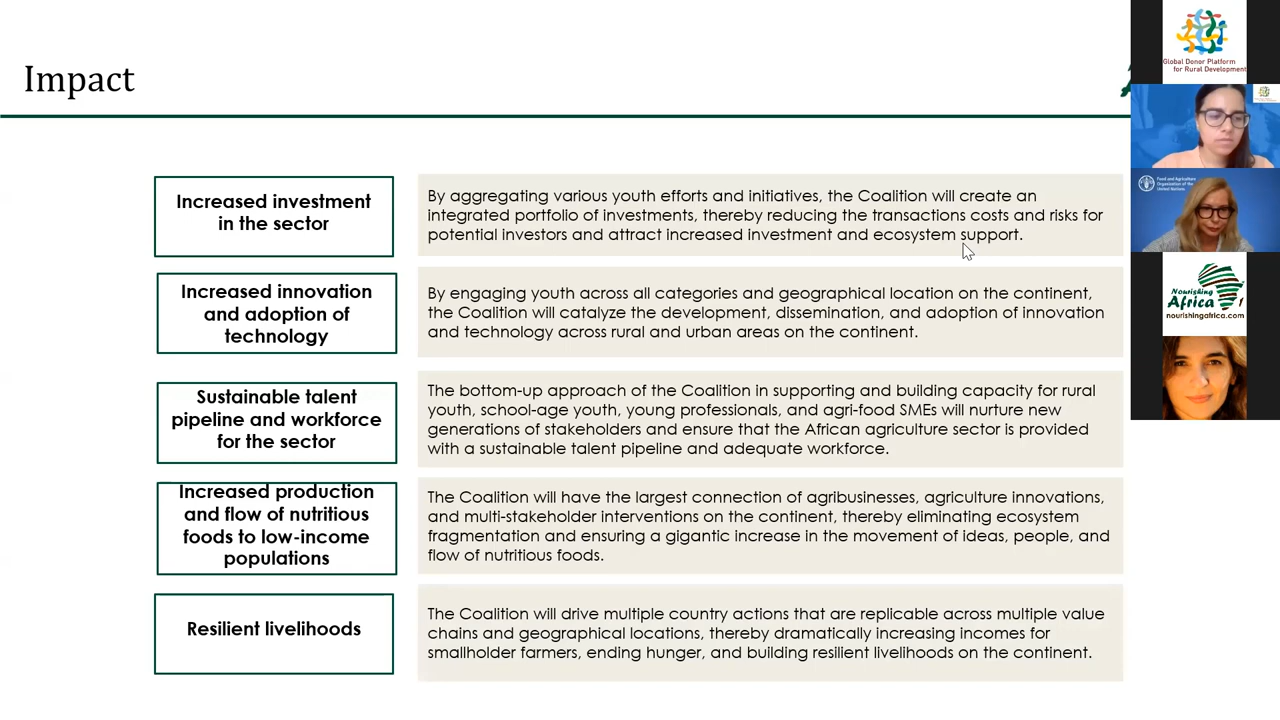 Impact
Increased investment
in the sector
By aggregating various youth efforts and initiatives, the Coalition will create an
integrated portfolio of investments, thereby reducing the transactions costs and risks for
potential investors and attract increased investment and ecosystem support.
Increased innovation
and adoption of
technology
By engaging youth across all categories and geographical location on the continent,
the Coalition will catalyze the development, dissemination, and adoption of innovation
and technology across rural and urban areas on the continent.
Sustainable talent
pipeline and workforce
for the sector
The bottom-up approach of the Coalition in supporting and building capacity for rural
youth, school-age youth, young professionals, and agri-food SMEs will nurture new
generations of stakeholders and ensure that the African agriculture sector is provided
with a sustainable talent pipeline and adequate workforce.
Increased production
and flow of nutritious
foods to low-income
populations
The Coalition will have the largest connection of agribusinesses, agriculture innovations,
and multi-stakeholder interventions on the continent, thereby eliminating ecosystem
fragmentation and ensuring a gigantic increase in the movement of ideas, people, and
flow of nutritious foods.
Resilient livelihoods
The Coalition will drive multiple country actions that are replicable across multiple value
chains and geographical locations, thereby dramatically increasing incomes for
smallholder farmers, ending hunger, and building resilient livelihoods on the continent.
Global Donor Platform
for Rural Development
Food and Agriculture
Organization of the
United Nations
Nourishing
Africa
nourishingafrica.com